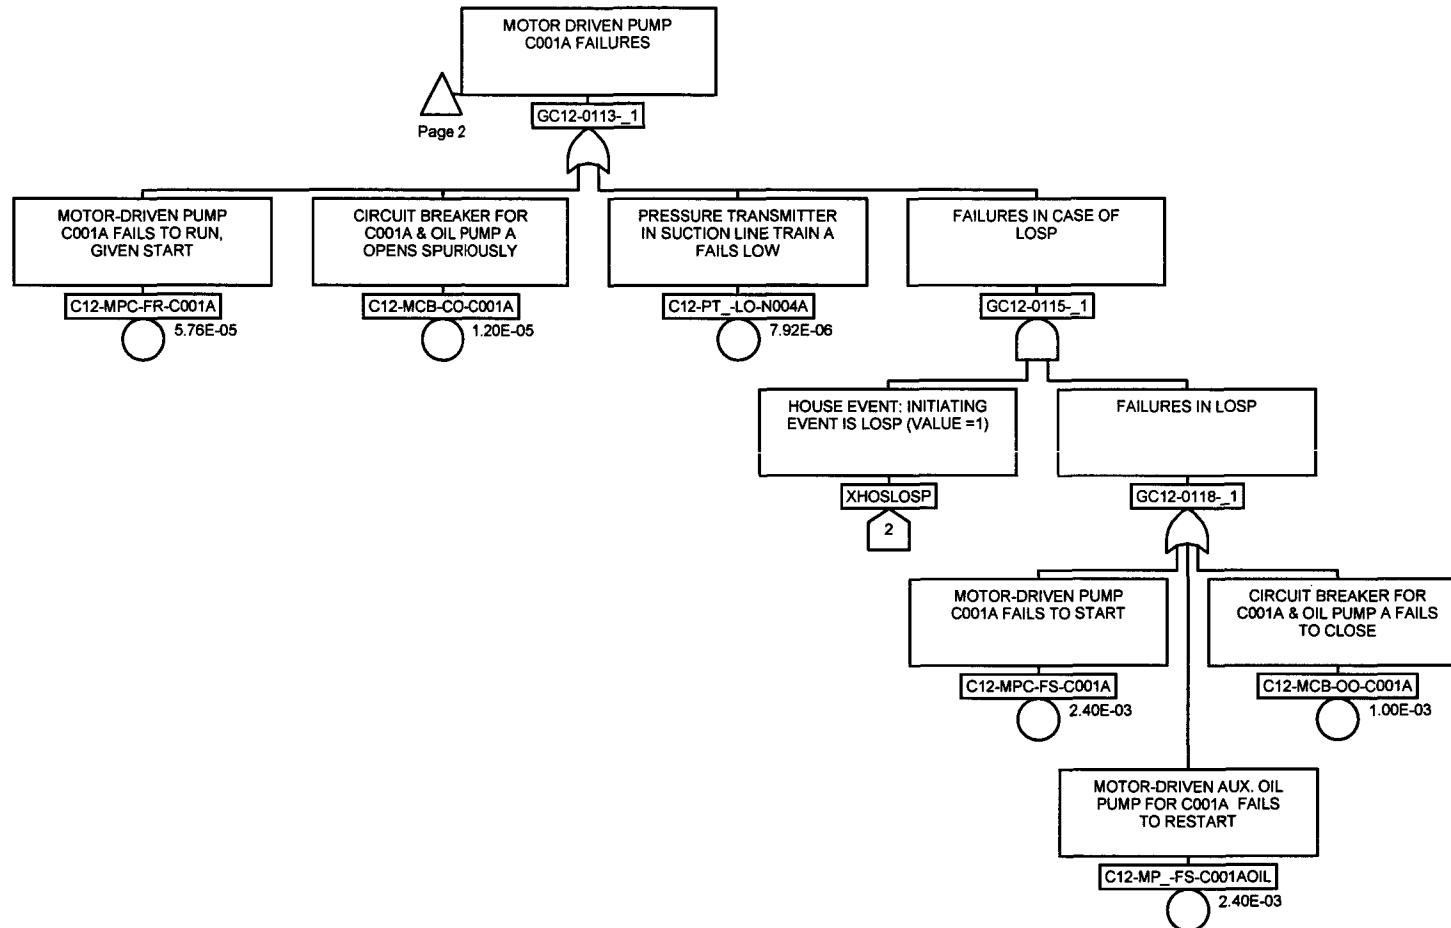 MOTOR DRIVEN PUMP
C001A FAILURES
Page 2
GC12-0113-_1
MOTOR-DRIVEN PUMP
C001A FAILS TO RUN,
GIVEN START
C12-MPC-FR-C001A
5.76E-05
CIRCUIT BREAKER FOR
C001A & OIL PUMP A
OPENS SPURIOUSLY
C12-MCB-CO-C001A
1.20E-05
PRESSURE TRANSMITTER
IN SUCTION LINE TRAIN A
FAILS LOW
C12-PT_-LO-N004A
7.92E-06
FAILURES IN CASE OF
LOSP
GC12-0115-_1
HOUSE EVENT: INITIATING
EVENT IS LOSP (VALUE =1)
XHOSLOSP
2
FAILURES IN LOSP
GC12-0118-_1
MOTOR-DRIVEN PUMP
C001A FAILS TO START
C12-MPC-FS-C001A
2.40E-03
CIRCUIT BREAKER FOR
C001A & OIL PUMP A FAILS
TO CLOSE
C12-MCB-OO-C001A
1.00E-03
MOTOR-DRIVEN AUX. OIL
PUMP FOR C001A FAILS
TO RESTART
C12-MP_-FS-C001AOIL
2.40E-03